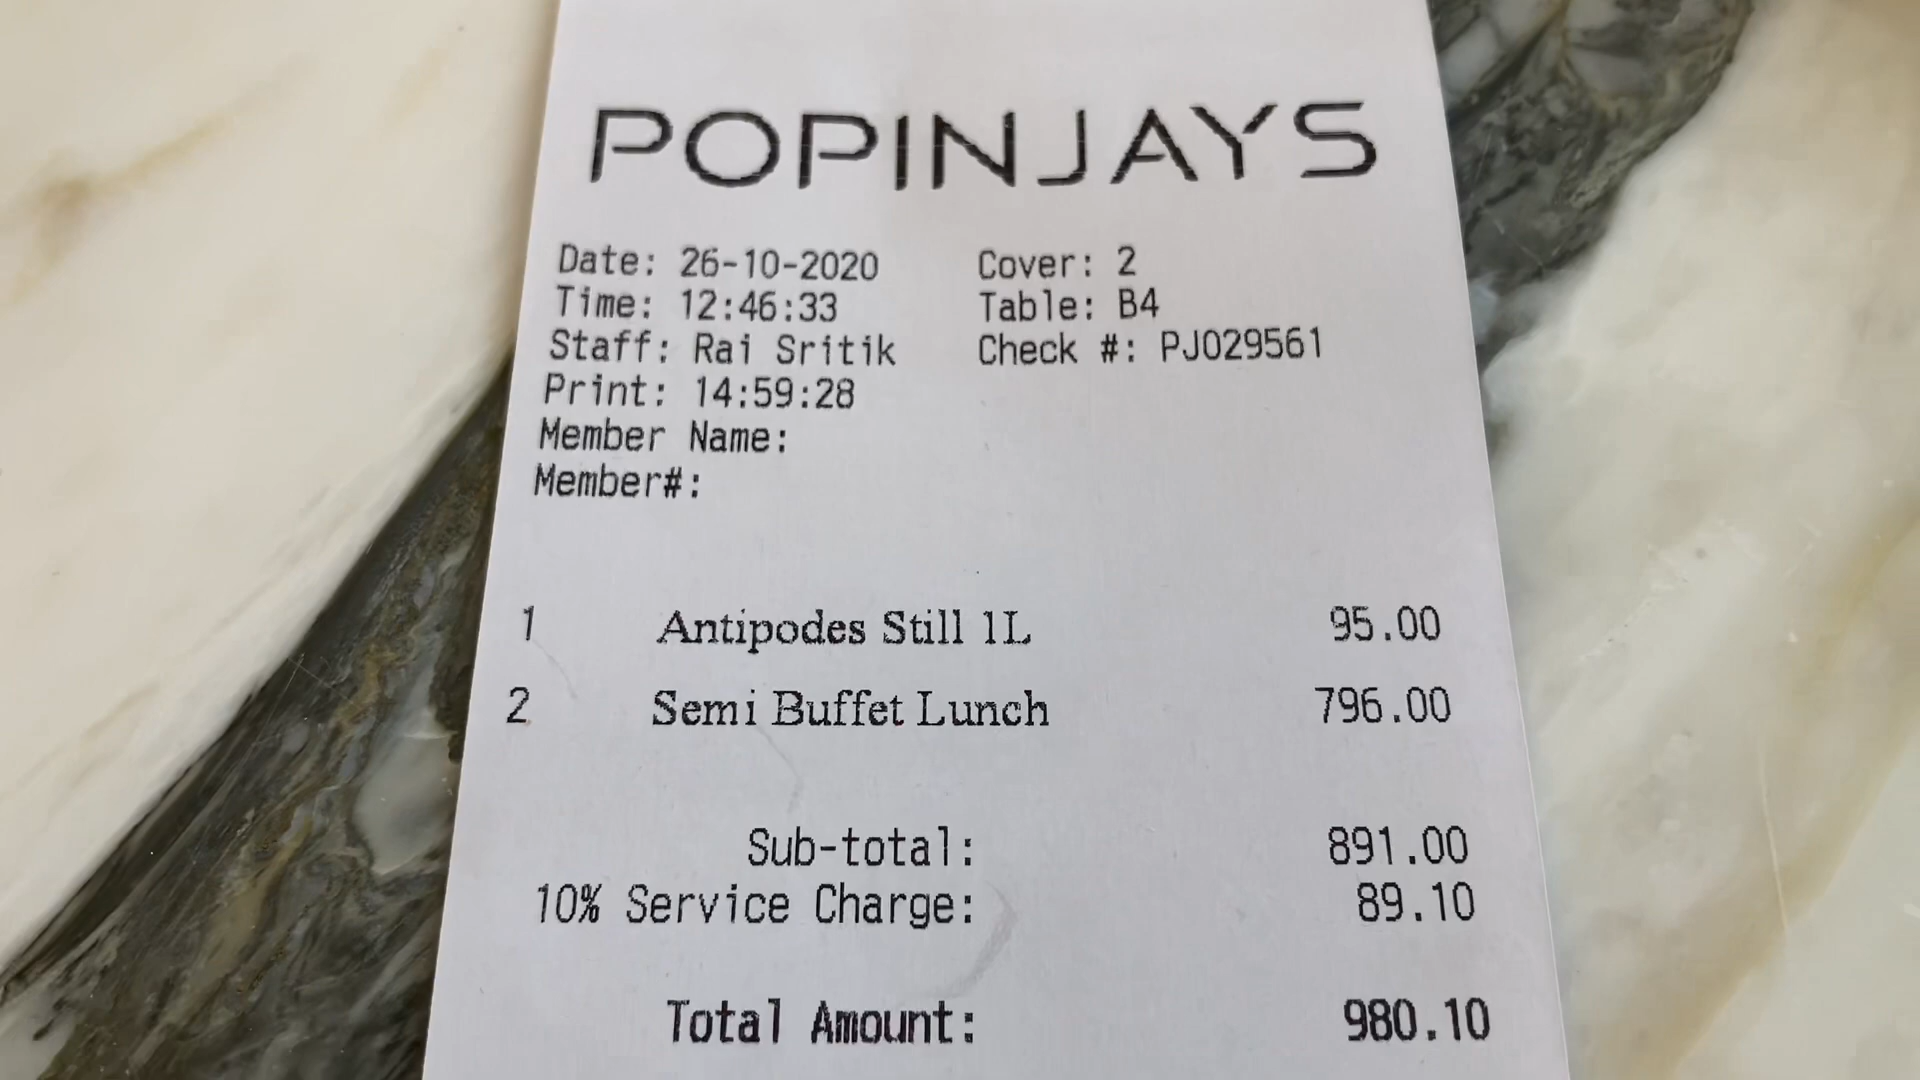 POPINJAYS
Date: 26-10-2020 Cover: 2
Time: 12:46:33 Table: B4
Staff: Rai Sritik Check #: PJ029561
Print: 14:59:28
Member Name:
Member#:
1 Antipodes Still 1L 95.00
2 Semi Buffet Lunch 796.00
Sub-total: 891.00
10% Service Charge: 89.10
Total Amount: 980.10